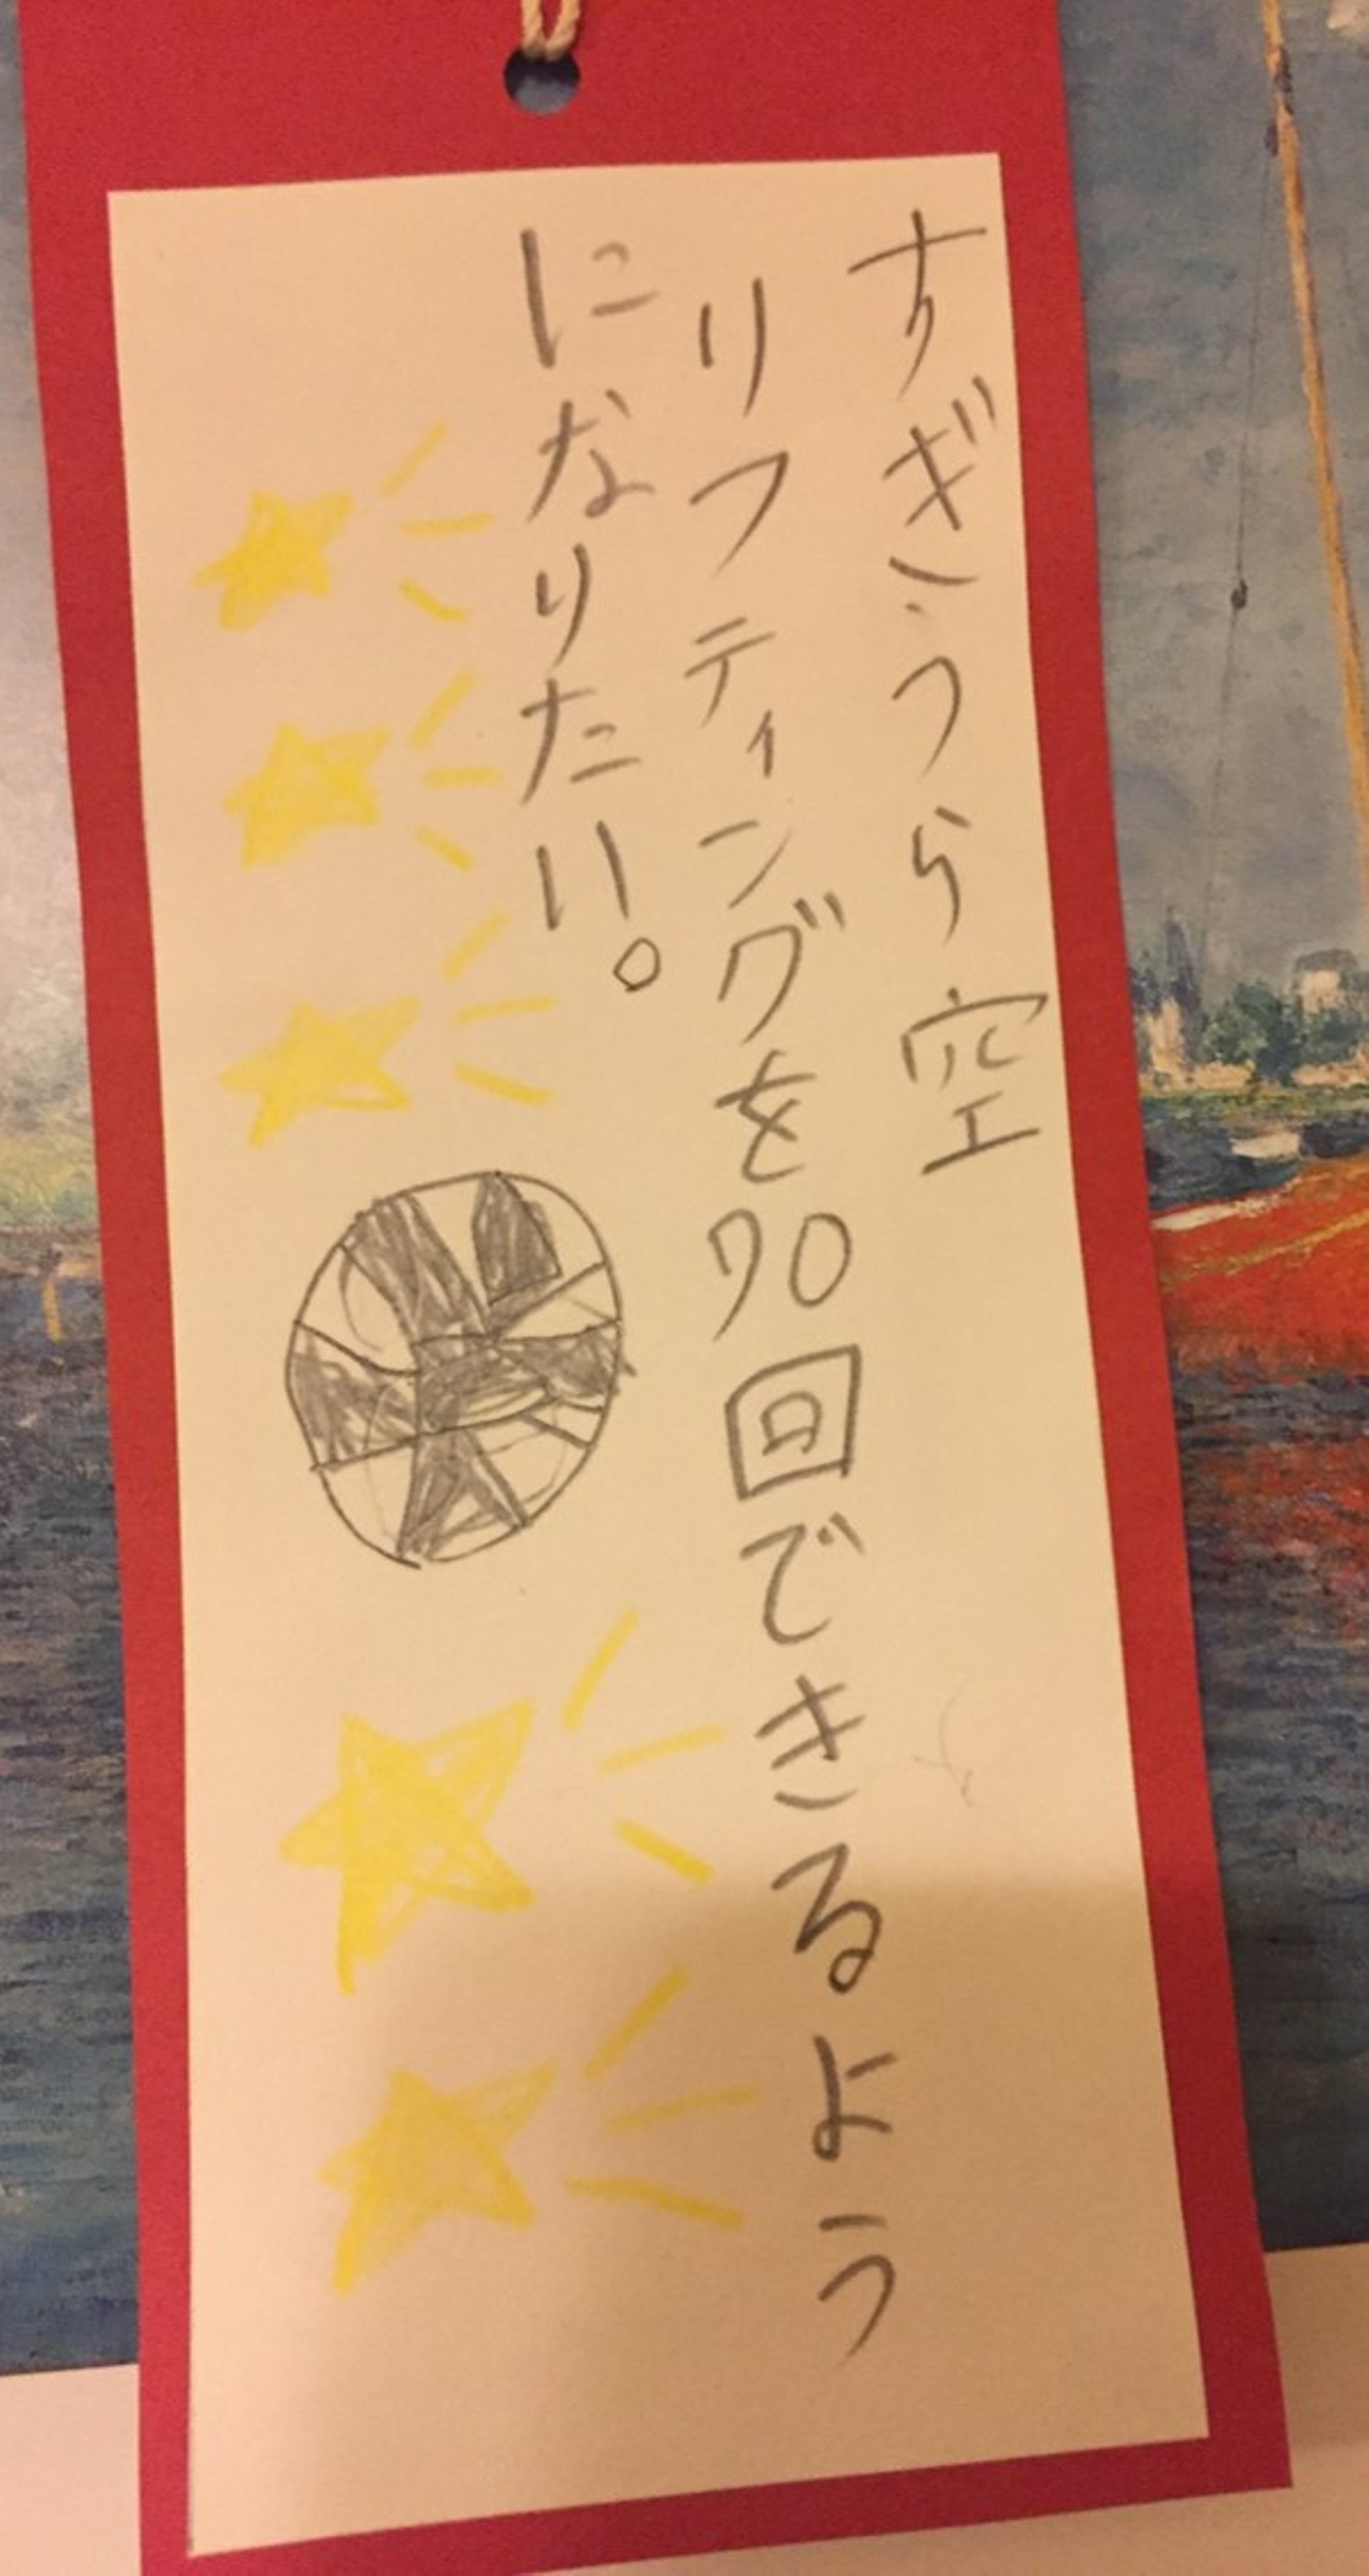 すぎうら空
リフティングを70回できるよう
になりたい。